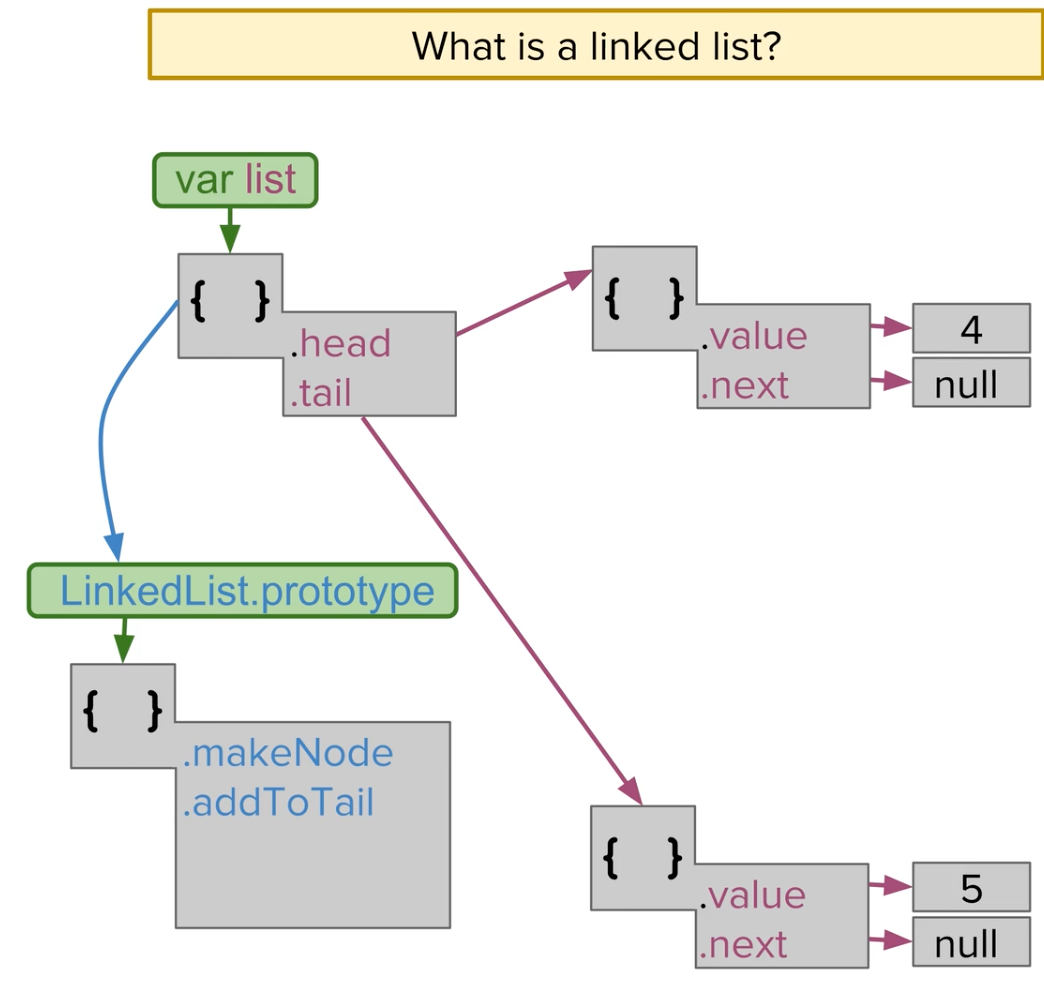 What is a linked list?
var list
{ }
.head
.tail
{ }
.value
.next
4
null
LinkedList.prototype
{ }
.makeNode
.addToTail
{ }
.value
.next
5
null